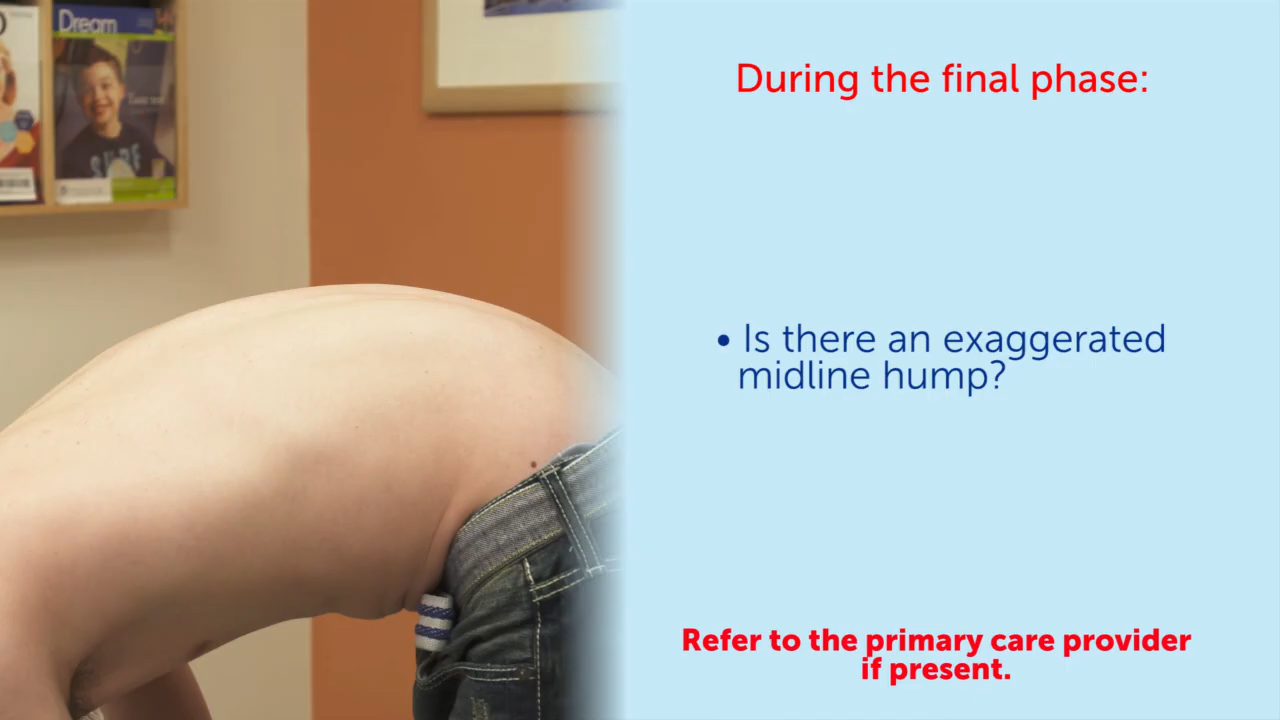 Dream
During the final phase:
• Is there an exaggerated
midline hump?
Refer to the primary care provider
if present.